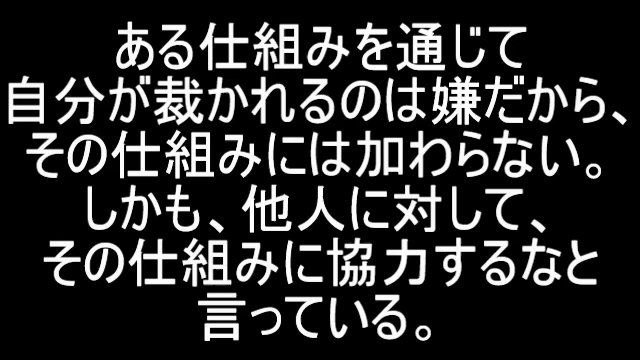 ある仕組みを通じて
自分が裁かれるのは嫌だから、
その仕組みには加わらない。
しかも、他人に対して、
その仕組みに協力するなと
言っている。